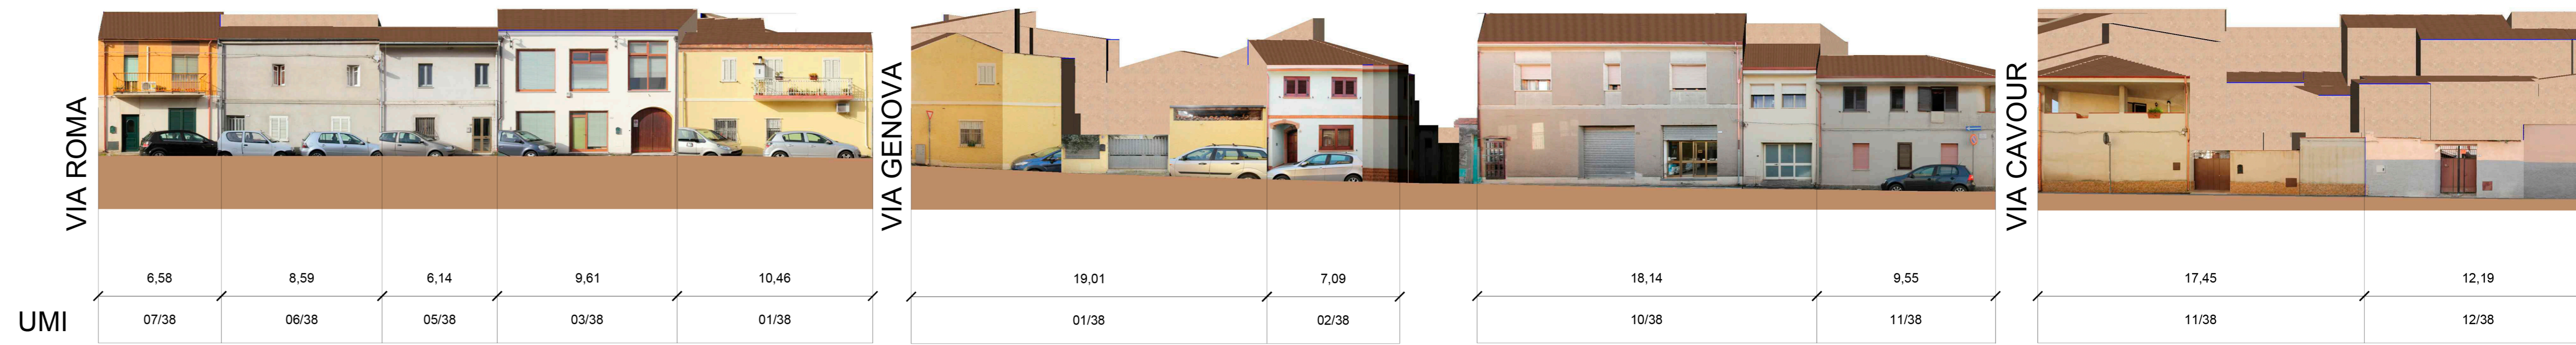 VIA ROMA
VIA GENOVA
VIA CAVOUR
6,58 8,59 6,14 9,61 10,46 19,01 7,09 18,14 9,55 17,45 12,19
UMI 07/38 06/38 05/38 03/38 01/38 01/38 02/38 10/38 11/38 11/38 12/38